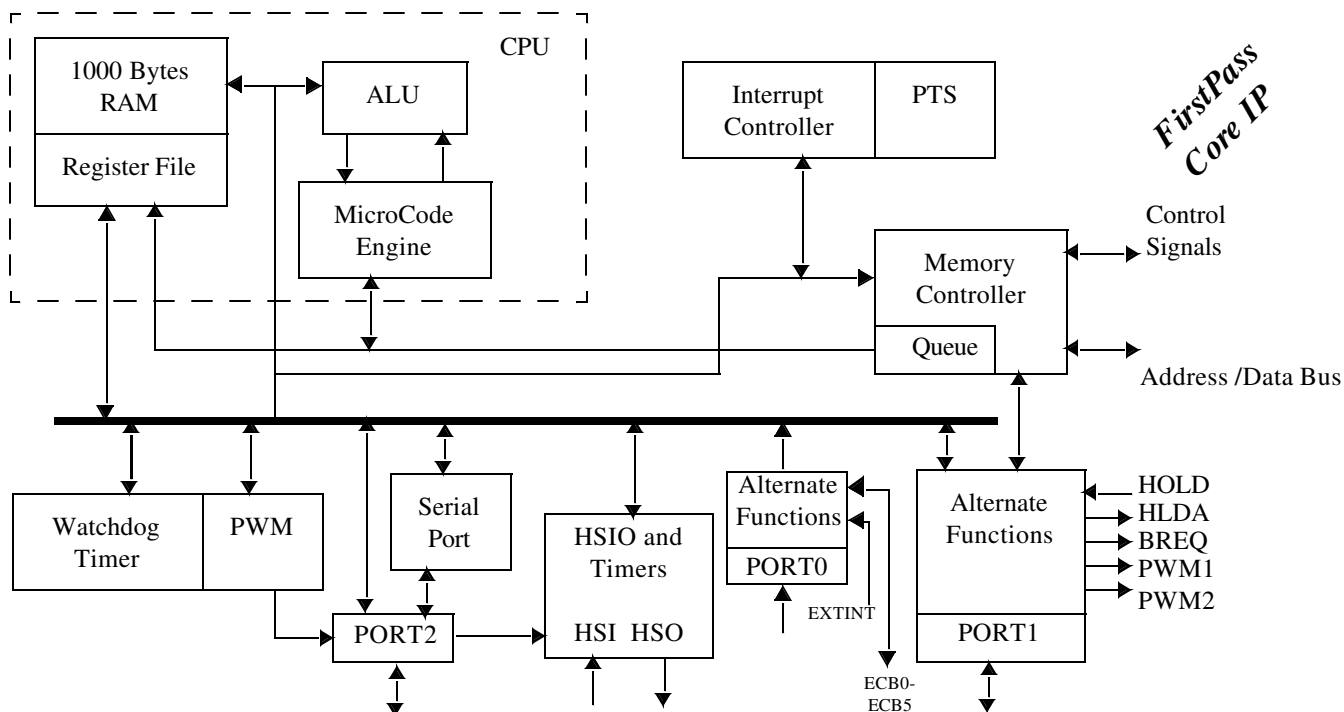 CPU
1000 Bytes
RAM
Register File
ALU
MicroCode
Engine
Interrupt
Controller
PTS
FirstPass
Core IP
Control
Signals
Memory
Controller
Queue
Address /Data Bus
Watchdog
Timer
PWM
Serial
Port
PORT2
HSIO and
Timers
HSI HSO
Alternate
Functions
PORT0
EXTINT
ECB0-
ECB5
Alternate
Functions
PORT1
HOLD
HLDA
BREQ
PWM1
PWM2